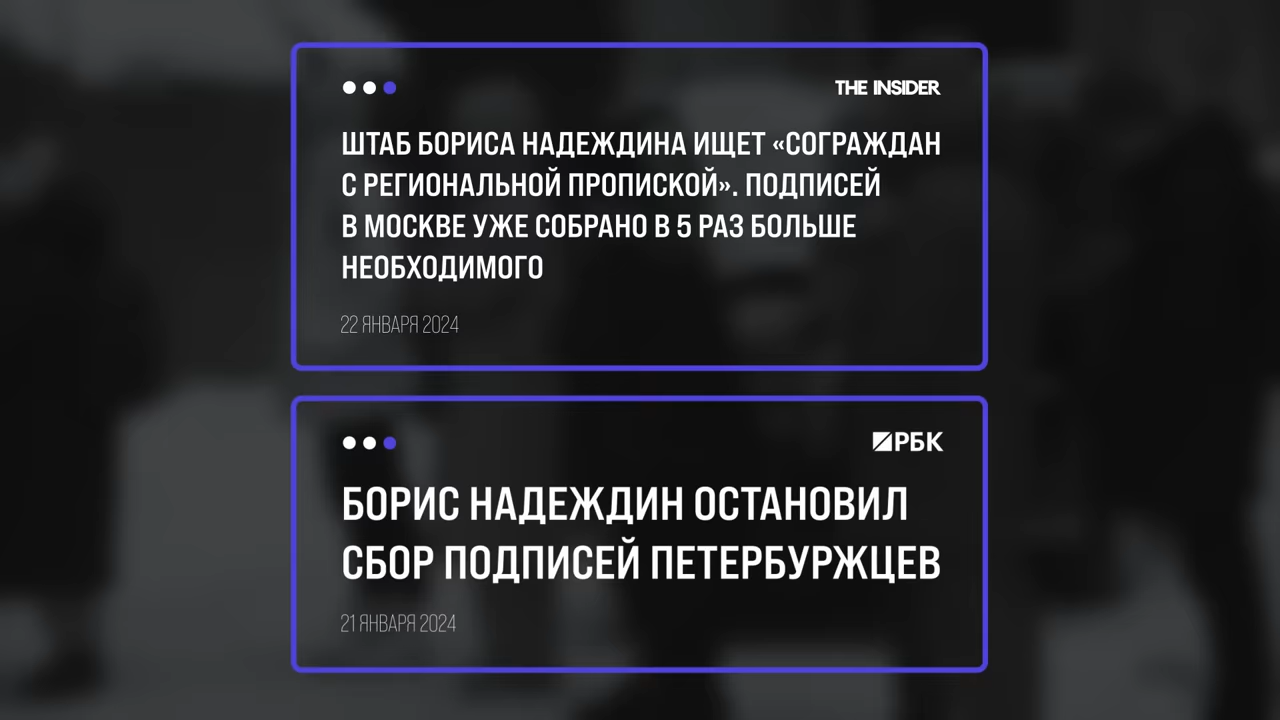 THE INSIDER
ШТАБ БОРИСА НАДЕЖДИНА ИЩЕТ «СОГРАЖДАН
С РЕГИОНАЛЬНОЙ ПРОПИСКОЙ». ПОДПИСЕЙ
В МОСКВЕ УЖЕ СОБРАНО В 5 РАЗ БОЛЬШЕ
НЕОБХОДИМОГО
22 ЯНВАРЯ 2024
РБК
БОРИС НАДЕЖДИН ОСТАНОВИЛ
СБОР ПОДПИСЕЙ ПЕТЕРБУРЖЦЕВ
21 ЯНВАРЯ 2024